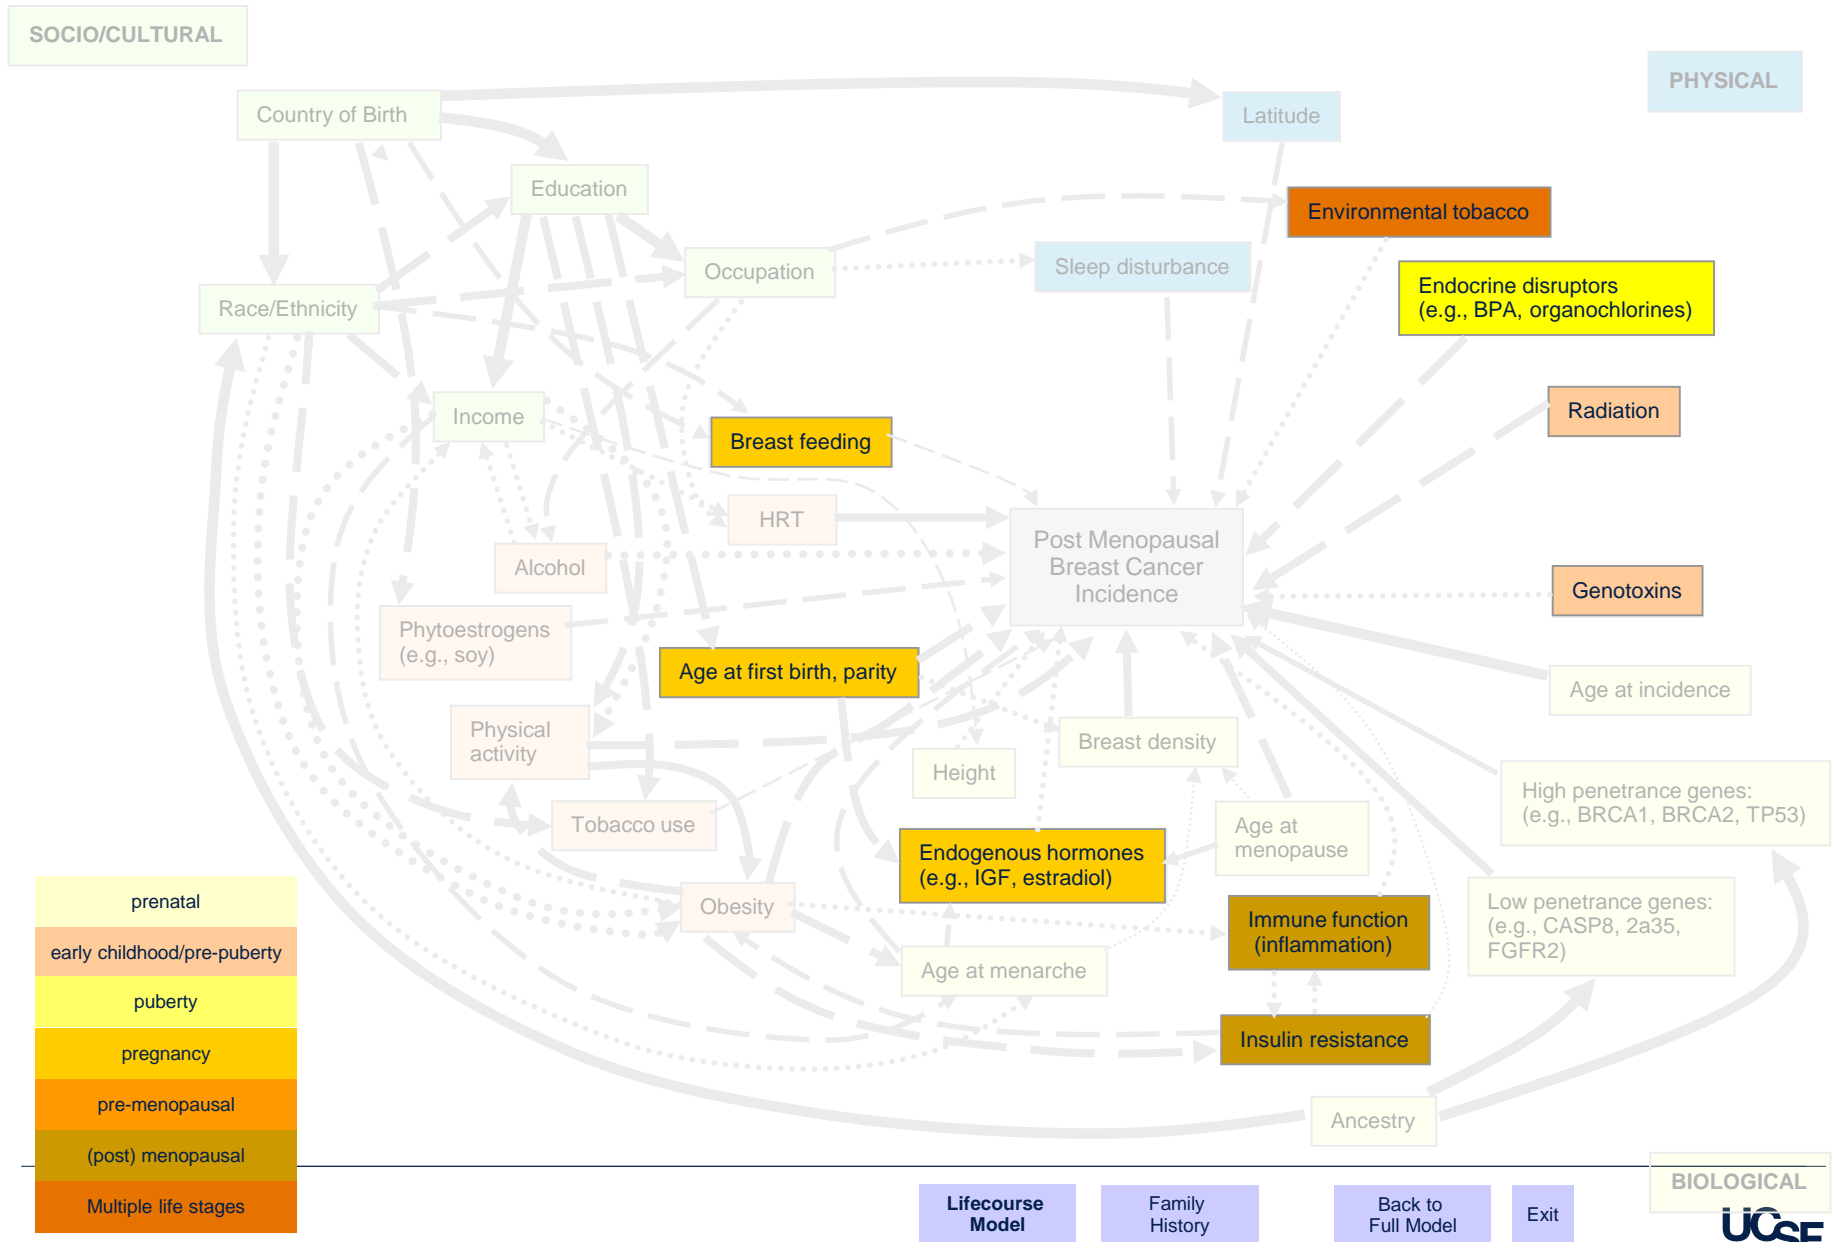 SOCIO/CULTURAL
PHYSICAL
Country of Birth
Latitude
Education
Environmental tobacco
Occupation
Sleep disturbance
Endocrine disruptors
(e.g., BPA, organochlorines)
Race/Ethnicity
Income
Breast feeding
Radiation
HRT
Post Menopausal
Breast Cancer
Incidence
Alcohol
Genotoxins
Phytoestrogens
(e.g., soy)
Age at first birth, parity
Age at incidence
Physical
activity
Breast density
Height
High penetrance genes:
(e.g., BRCA1, BRCA2, TP53)
Tobacco use
Age at
menopause
Endogenous hormones
(e.g., IGF, estradiol)
Obesity
Immune function
(inflammation)
Low penetrance genes:
(e.g., CASP8, 2a35,
FGFR2)
Age at menarche
Insulin resistance
Ancestry
prenatal
early childhood/pre-puberty
puberty
pregnancy
pre-menopausal
(post) menopausal
Multiple life stages
BIOLOGICAL
Lifecourse
Model
Family
History
Back to
Full Model
Exit
UCSF